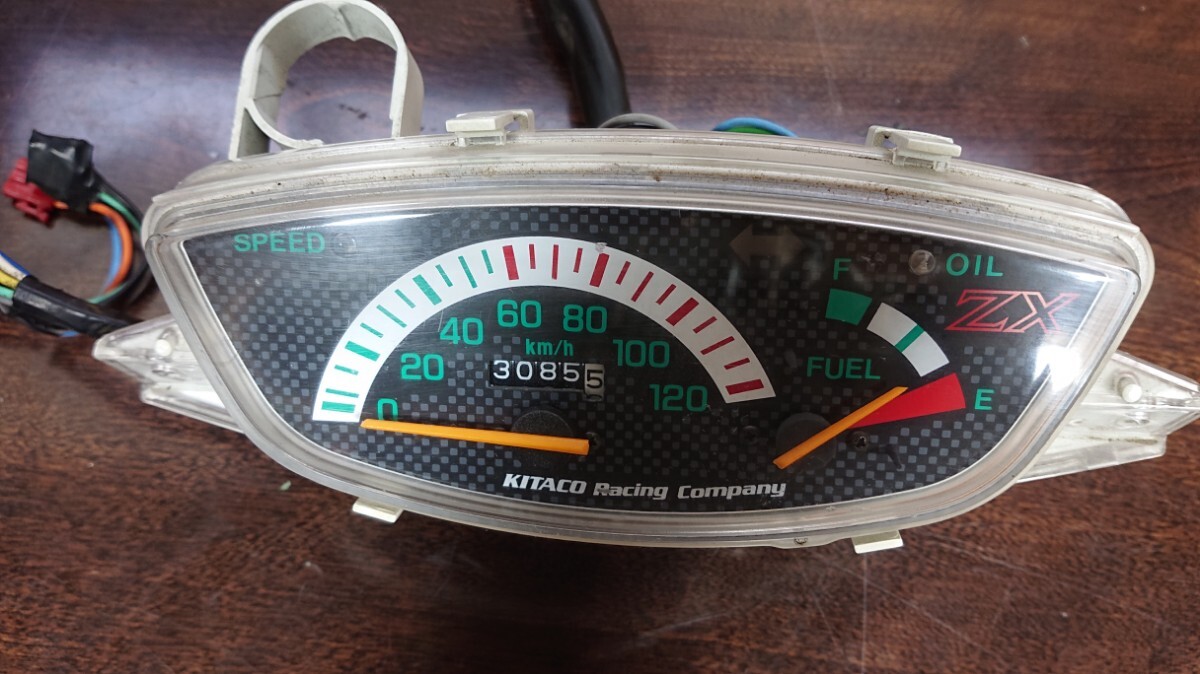 SPEED
F
OIL
ZX
0
20
40
60
80
100
120
km/h
30855
FUEL
E
KITACO Racing Company